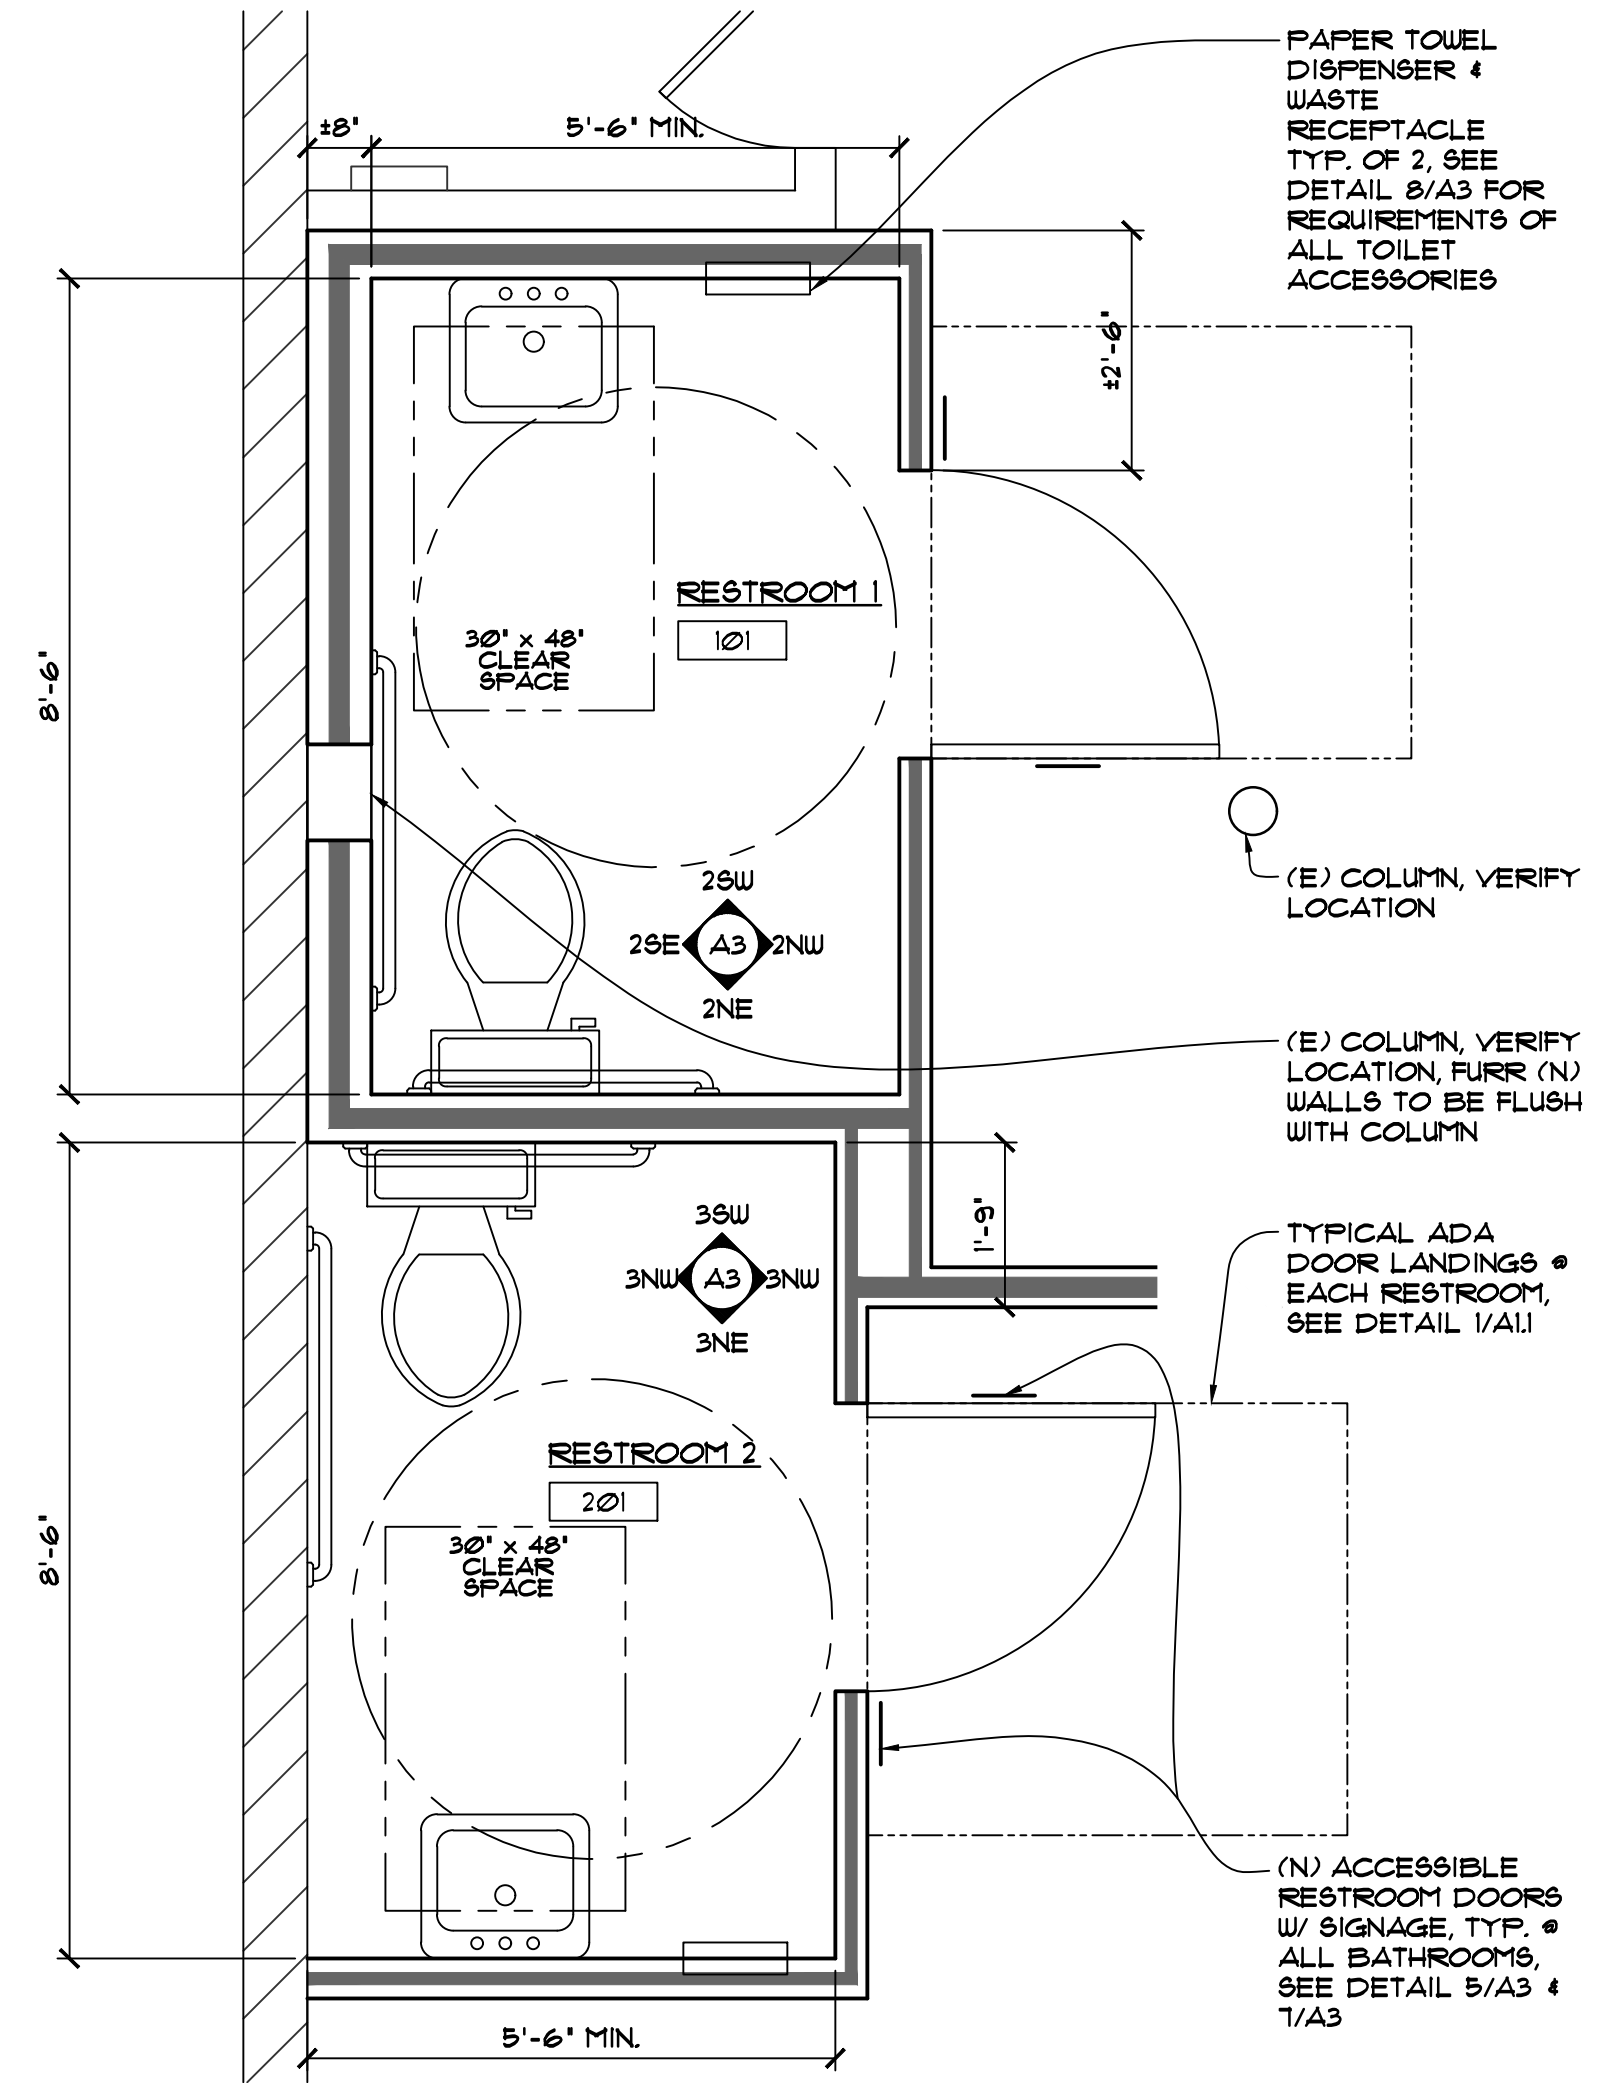 PAPER TOWEL
DISPENSER &
WASTE
RECEPTACLE
TYP. OF 2, SEE
DETAIL 8/A3 FOR
REQUIREMENTS OF
ALL TOILET
ACCESSORIES
±8"
5'-6" MIN.
±2'-6"
8'-6"
RESTROOM 1
101
30" x 48"
CLEAR
SPACE
2SW
2SE
A3
2NW
2NE
(E) COLUMN, VERIFY
LOCATION
(E) COLUMN, VERIFY
LOCATION, FURR (N)
WALLS TO BE FLUSH
WITH COLUMN
1'-9"
3SW
3NW
A3
3NW
3NE
TYPICAL ADA
DOOR LANDINGS @
EACH RESTROOM,
SEE DETAIL 1/A1.1
RESTROOM 2
201
30" x 48"
CLEAR
SPACE
8'-6"
(N) ACCESSIBLE
RESTROOM DOORS
W/ SIGNAGE, TYP. @
ALL BATHROOMS,
SEE DETAIL 5/A3 &
7/A3
5'-6" MIN.